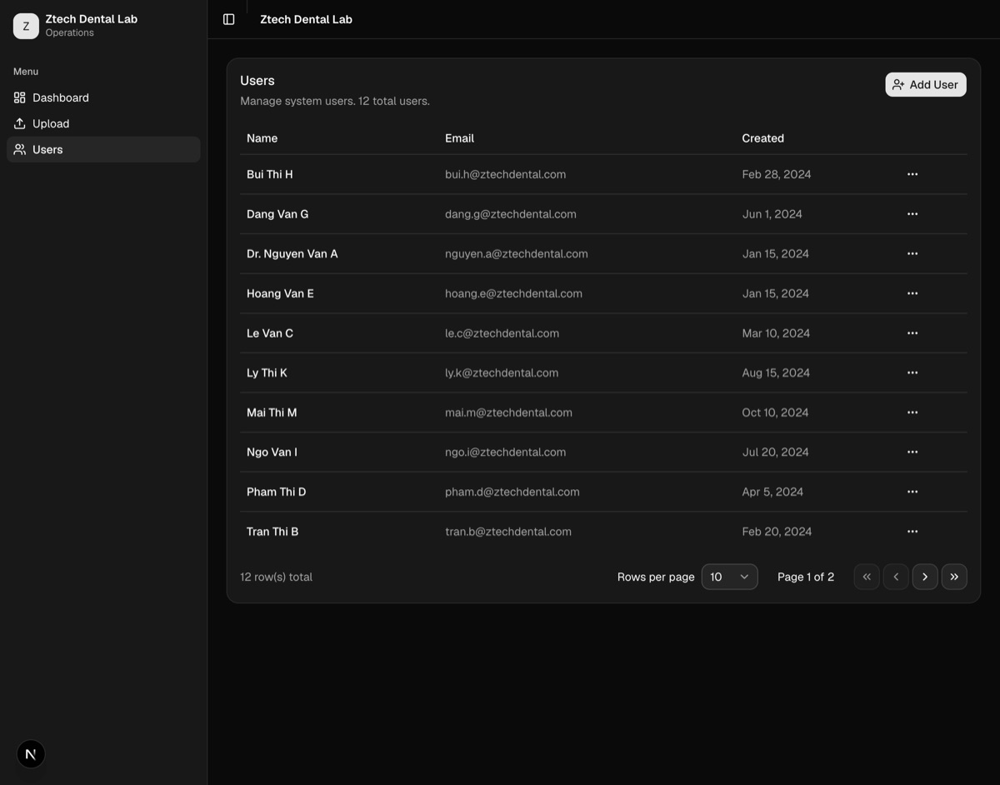 Z
Ztech Dental Lab
Operations
Menu
Dashboard
Upload
Users
Ztech Dental Lab
Users
Manage system users. 12 total users.
Add User
Name Email Created
Bui Thi H bui.h@ztechdental.com Feb 28, 2024
Dang Van G dang.g@ztechdental.com Jun 1, 2024
Dr. Nguyen Van A nguyen.a@ztechdental.com Jan 15, 2024
Hoang Van E hoang.e@ztechdental.com Jan 15, 2024
Le Van C le.c@ztechdental.com Mar 10, 2024
Ly Thi K ly.k@ztechdental.com Aug 15, 2024
Mai Thi M mai.m@ztechdental.com Oct 10, 2024
Ngo Van I ngo.i@ztechdental.com Jul 20, 2024
Pham Thi D pham.d@ztechdental.com Apr 5, 2024
Tran Thi B tran.b@ztechdental.com Feb 20, 2024
12 row(s) total Rows per page 10 Page 1 of 2
N